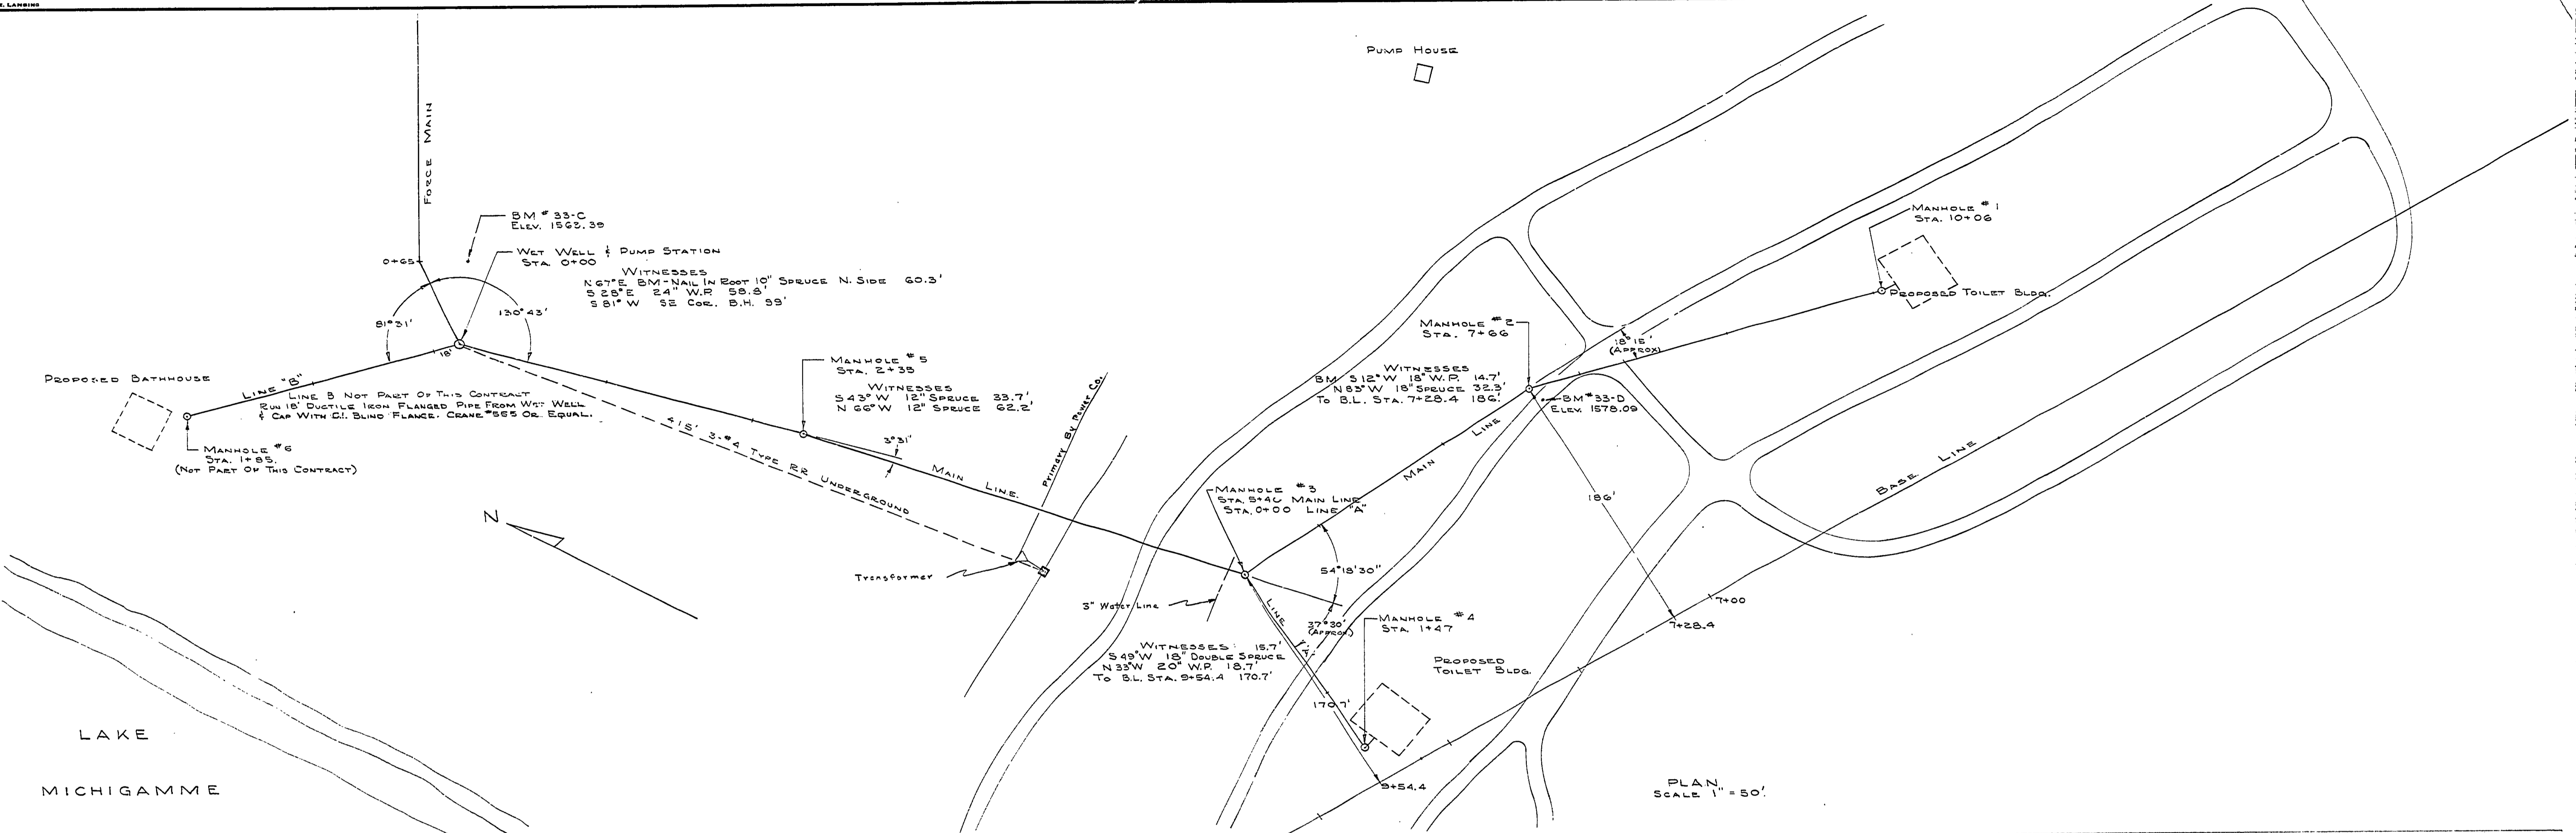 E. LANSING
PUMP HOUSE
FORCE MAIN
BM # 33-C
ELEV. 1563.39
WET WELL & PUMP STATION
STA. 0+00
WITNESSES
N 67° E BM-NAIL IN ROOT 10" SPRUCE N. SIDE 60.3'
S 28° E 24" W.P. 58.8'
S 81° W SE COR. B.H. 99'
0+65
81°31'
130°43'
18'
PROPOSED BATHHOUSE
LINE "B"
LINE B NOT PART OF THIS CONTRACT
RUN 18' DUCTILE IRON FLANGED PIPE FROM WET WELL
& CAP WITH C.I. BLIND FLANGE. CRANE #555 OR EQUAL.
MANHOLE #6
STA. 1+85.
(NOT PART OF THIS CONTRACT)
MANHOLE #5
STA. 2+35
WITNESSES
S 43° W 12" SPRUCE 33.7'
N 66° W 12" SPRUCE 62.2'
3°31'
415' 3-#4 TYPE RR UNDERGROUND
MAIN LINE.
Primary By Power Co.
Transformer
N
MANHOLE #1
STA. 10+06
PROPOSED TOILET BLDG.
MANHOLE #2
STA. 7+66
WITNESSES
BM S 12° W 18" W.P. 14.7'
N 83° W 18" SPRUCE 32.3'
TO B.L. STA. 7+28.4 186'.
18°15'
(APPROX)
BM #33-D
ELEV. 1578.09
MAIN LINE
186'
BASE LINE
MANHOLE #3
STA. 5+40 MAIN LINE
STA. 0+00 LINE "A"
54°18'30"
3" Water Line
LINE "A"
37°30'
(APPROX.)
MANHOLE #4
STA. 1+47
7+00
7+28.4
WITNESSES: 15.7'
S 49° W 18" DOUBLE SPRUCE
N 33° W 20" W.P. 18.7'
TO B.L. STA. 9+54.4 170.7'
PROPOSED
TOILET BLDG.
170.7'
9+54.4
LAKE
MICHIGAMME
PLAN
SCALE 1" = 50'.